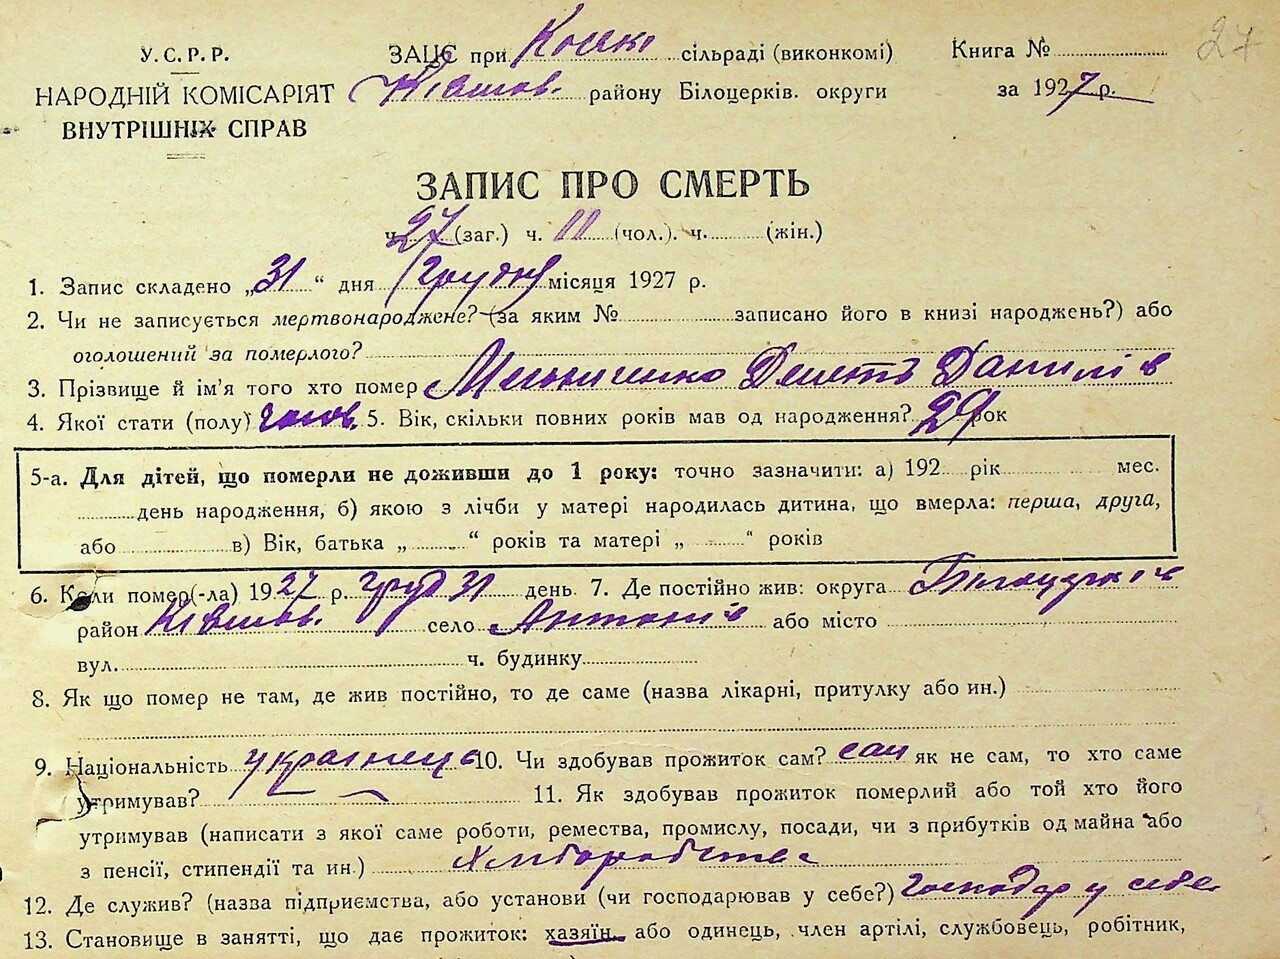 27
У.С.Р.Р. ЗАЦС при сільраді (виконкомі) Книга №
НАРОДНІЙ КОМІСАРІЯТ району Білоцерків. округи за 1927 р.
ВНУТРІШНІХ СПРАВ
ЗАПИС ПРО СМЕРТЬ
ч. 27 (заг.) ч. 11 (чол.). ч. (жін.)
1. Запис складено „31“ дня Грудня місяця 1927 р.
2. Чи не записується мертвонароджене? (за яким № записано його в книзі народжень?) або
оголошений за померлого?
3. Прізвище й ім'я того хто помер Мельниченко Данилів
4. Якої стати (полу) чолов. 5. Вік, скільки повних років мав од народження? 29 рок
5-а. Для дітей, що померли не доживши до 1 року: точно зазначити: а) 192 рік мес.
день народження, б) якою з лічби у матері народилась дитина, що вмерла: перша, друга,
або в) Вік, батька „ “ років та матері „ “ років
6. Коли помер(-ла) 1927 р. груд 31 день 7. Де постійно жив: округа Білоцерків
район село Антонів або місто
вул. ч. будинку
8. Як що помер не там, де жив постійно, то де саме (назва лікарні, притулку або ин.)
9. Національність українець 10. Чи здобував прожиток сам? сам як не сам, то хто саме
утримував? 11. Як здобував прожиток померлий або той хто його
утримував (написати з якої саме роботи, ремества, промислу, посади, чи з прибутків од майна або
з пенсії, стипендії та ин.) Хліборобство
12. Де служив? (назва підприємства, або установи (чи господарював у себе?) господар у себе
13. Становище в занятті, що дає прожиток: хазяїн або одинець, член артілі, службовець, робітник,